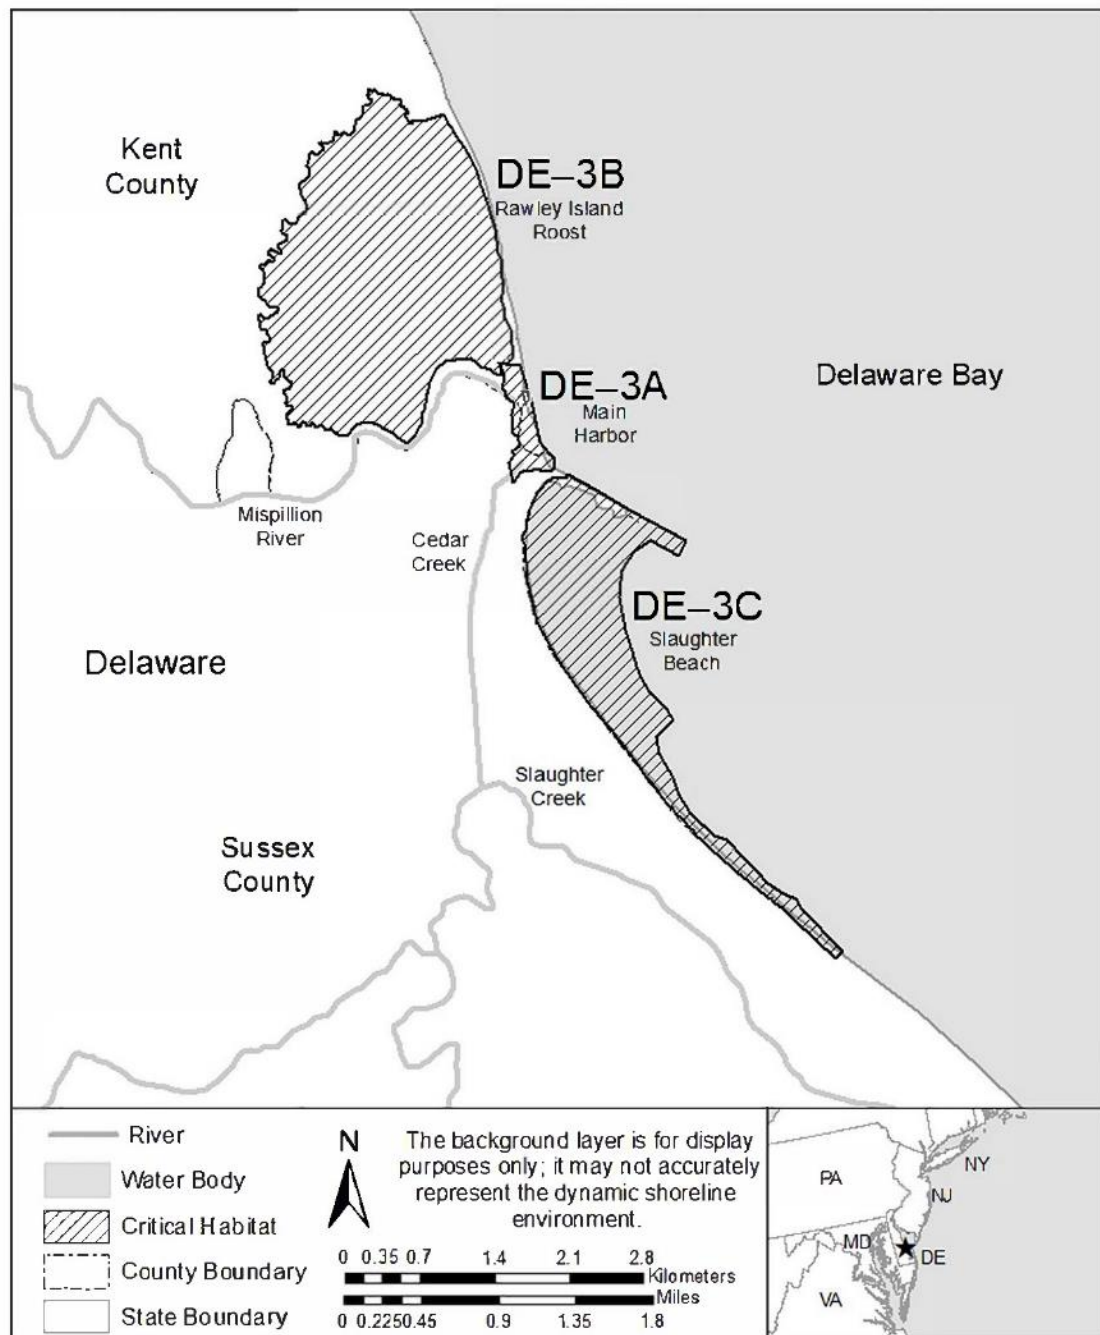 Kent
County
DE–3B
Rawley Island
Roost
DE–3A
Main
Harbor
Delaware Bay
Mispillion
River
Cedar
Creek
DE–3C
Slaughter
Beach
Delaware
Slaughter
Creek
Sussex
County
River
Water Body
Critical Habitat
County Boundary
State Boundary
N
The background layer is for display
purposes only; it may not accurately
represent the dynamic shoreline
environment.
0 0.35 0.7 1.4 2.1 2.8
Kilometers
Miles
0 0.2250.45 0.9 1.35 1.8
NY
PA
NJ
MD
DE
VA